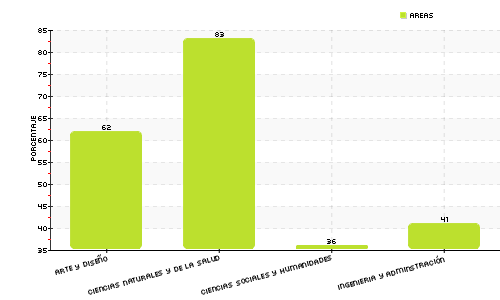 AREAS
85
80
75
70
65
60
55
50
45
40
35
PORCENTAJE
62
83
36
41
ARTE Y DISEÑO
CIENCIAS NATURALES Y DE LA SALUD
CIENCIAS SOCIALES Y HUMANIDADES
INGENIERIA Y ADMINSTRACIÓN